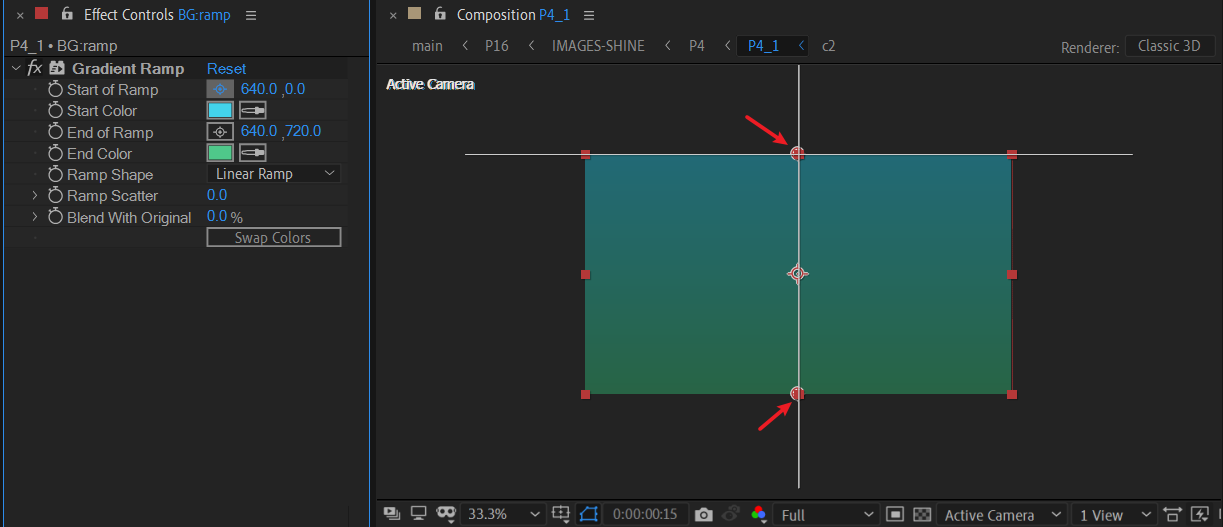 × Effect Controls BG:ramp
P4_1 • BG:ramp
fx Gradient Ramp Reset
Start of Ramp 640.0 ,0.0
Start Color
End of Ramp 640.0 ,720.0
End Color
Ramp Shape Linear Ramp
Ramp Scatter 0.0
Blend With Original 0.0 %
Swap Colors
× Composition P4_1
main < P16 < IMAGES-SHINE < P4 < P4_1 < c2
Renderer: Classic 3D
Active Camera
33.3% 0:00:00:15 Full Active Camera 1 View